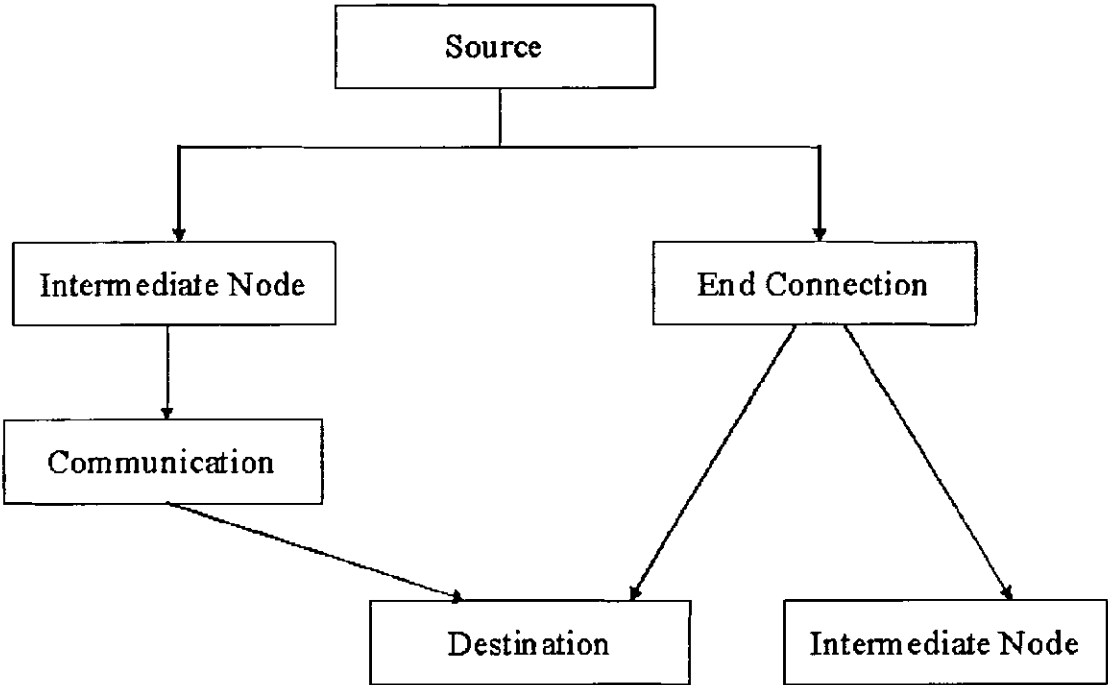 Source
Intermediate Node
End Connection
Communication
Destination
Intermediate Node